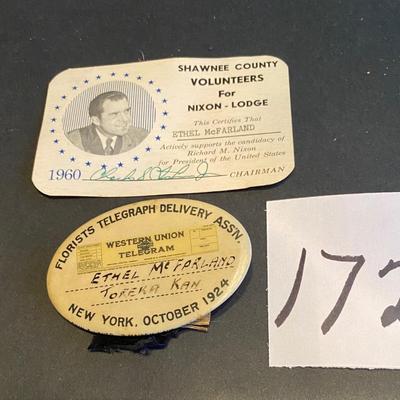 SHAWNEE COUNTY
VOLUNTEERS
For
NIXON - LODGE
This Certifies That
ETHEL McFARLAND
Actively supports the candidacy of
Richard M. Nixon
for President of the United States
1960
CHAIRMAN
FLORISTS TELEGRAPH DELIVERY ASSN.
WESTERN UNION
TELEGRAM
ETHEL McFARLAND
TOPEKA KAN.
NEW YORK, OCTOBER 1924
172